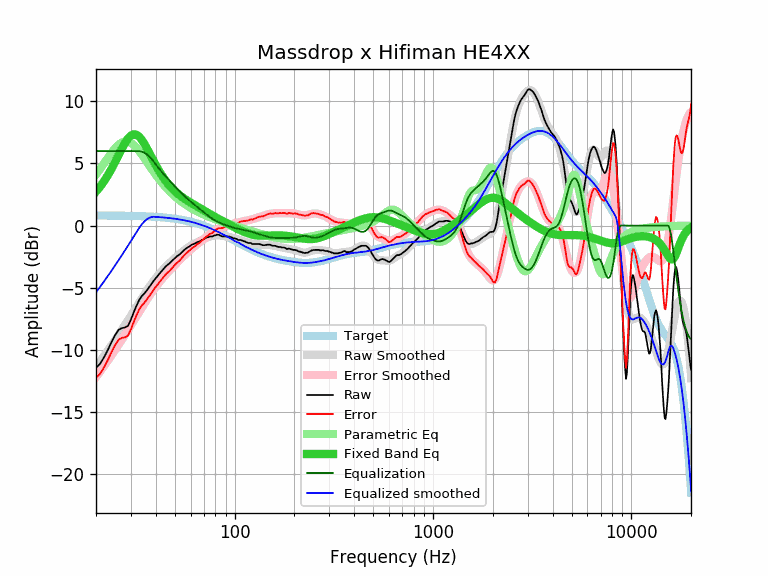 Massdrop x Hifiman HE4XX
Amplitude (dBr)
10
5
0
−5
−10
−15
−20
Target
Raw Smoothed
Error Smoothed
Raw
Error
Parametric Eq
Fixed Band Eq
Equalization
Equalized smoothed
100
1000
10000
Frequency (Hz)